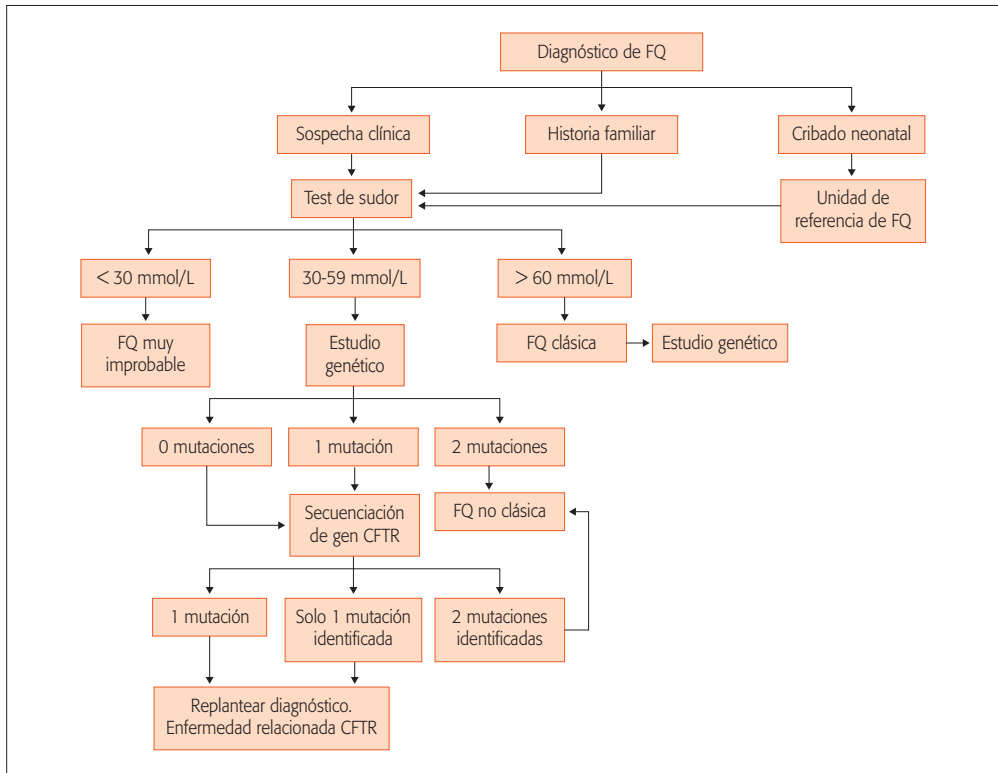 Diagnóstico de FQ
Sospecha clínica
Historia familiar
Cribado neonatal
Test de sudor
Unidad de
referencia de FQ
< 30 mmol/L
30-59 mmol/L
> 60 mmol/L
FQ muy
improbable
Estudio
genético
FQ clásica
Estudio genético
0 mutaciones
1 mutación
2 mutaciones
Secuenciación
de gen CFTR
FQ no clásica
1 mutación
Solo 1 mutación
identificada
2 mutaciones
identificadas
Replantear diagnóstico.
Enfermedad relacionada CFTR